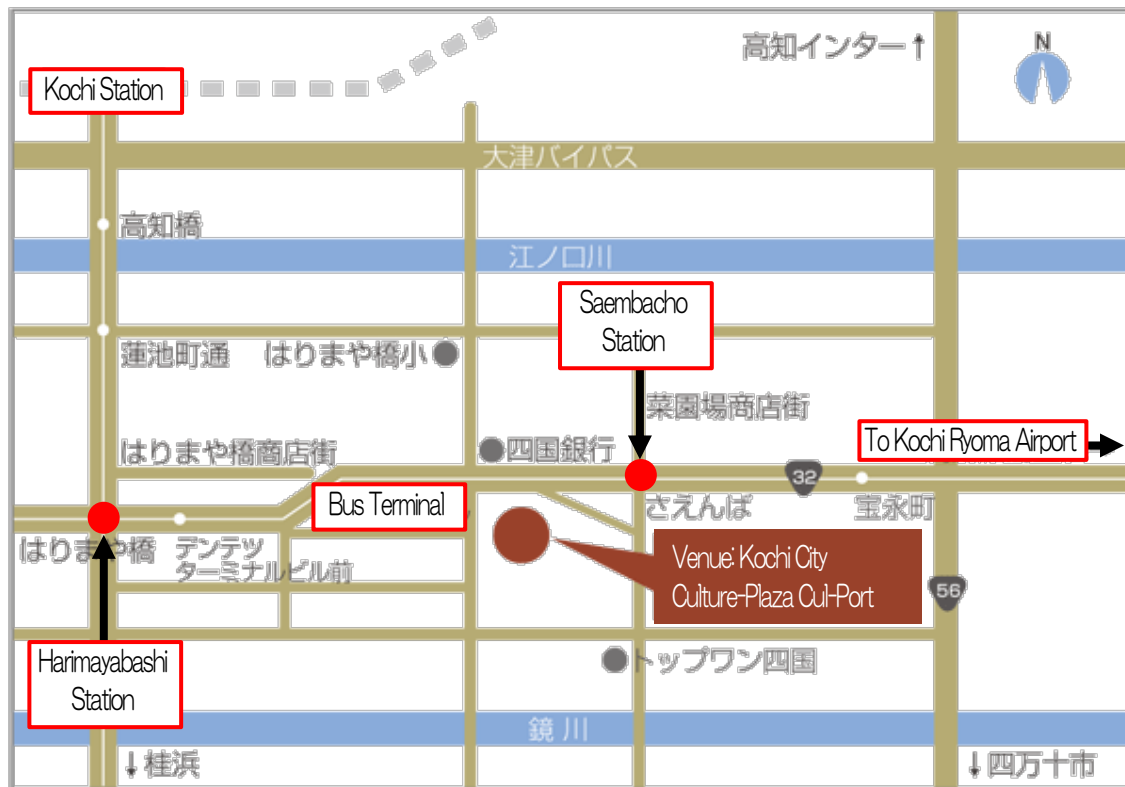 高知インター↑
N
Kochi Station
大津バイパス
高知橋
江ノ口川
Saembacho
Station
蓮池町通
はりまや橋小
菜園場商店街
はりまや橋商店街
四国銀行
To Kochi Ryoma Airport
32
Bus Terminal
さえんば
宝永町
はりまや橋
デンテツ
ターミナルビル前
Venue: Kochi City
Culture-Plaza Cul-Port
56
Harimayabashi
Station
トップワン四国
鏡川
↓桂浜
↓四万十市